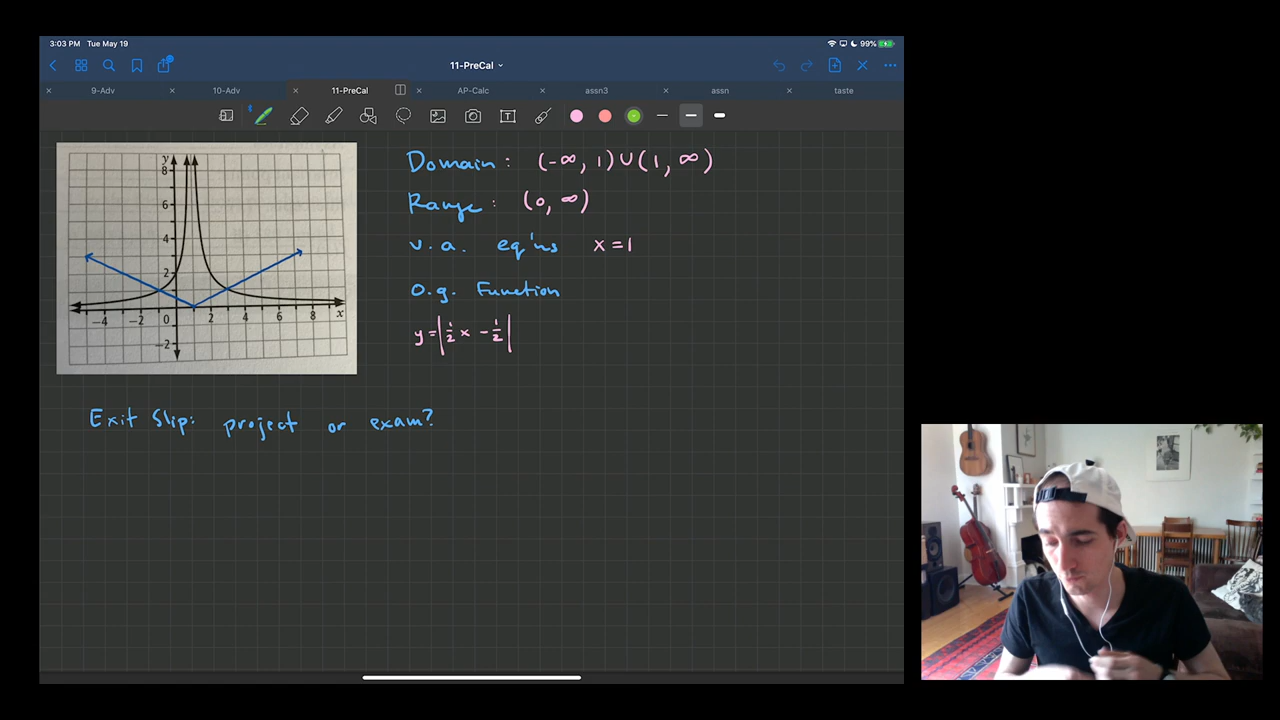 3:03 PM Tue May 19
99%
11-PreCal
9-Adv 10-Adv 11-PreCal AP-Calc assn3 assn taste
y
8
6
4
2
-4 -2 0 2 4 6 8 x
-2
Domain: (-∞, 1) ∪ (1, ∞)
Range: (0, ∞)
v.a. eq'ns x = 1
o.g. Function
y = |1/2 x - 1/2|
Exit Slip: project or exam?